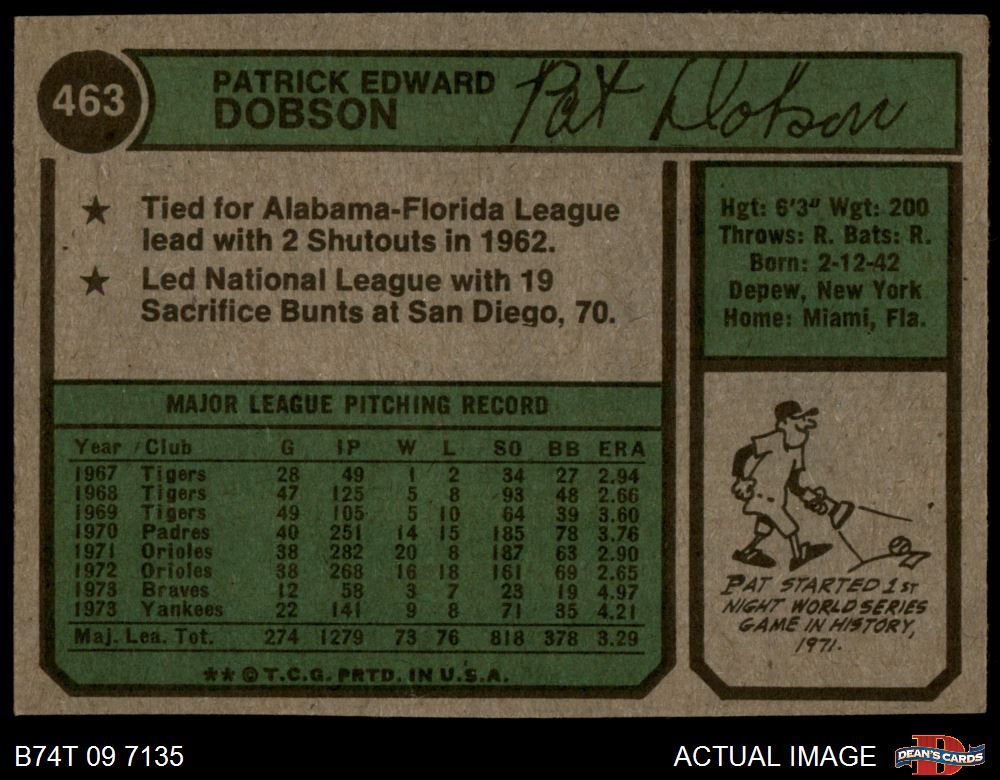 463
PATRICK EDWARD
DOBSON
Pat Dobson
★ Tied for Alabama-Florida League
lead with 2 Shutouts in 1962.
★ Led National League with 19
Sacrifice Bunts at San Diego, 70.
Hgt: 6'3" Wgt: 200
Throws: R. Bats: R.
Born: 2-12-42
Depew, New York
Home: Miami, Fla.
MAJOR LEAGUE PITCHING RECORD
Year Club G IP W L SO BB ERA
1967 Tigers 28 49 1 2 34 27 2.94
1968 Tigers 47 125 5 8 93 48 2.66
1969 Tigers 49 105 5 10 64 39 3.60
1970 Padres 40 251 14 15 185 78 3.76
1971 Orioles 38 282 20 8 187 63 2.90
1972 Orioles 38 268 16 18 161 69 2.65
1973 Braves 12 58 3 7 23 19 4.97
1973 Yankees 22 141 9 8 71 35 4.21
Maj. Lea. Tot. 274 1279 73 76 818 378 3.29
** © T.C.G. PRTD. IN U.S.A.
PAT STARTED 1ST
NIGHT WORLD SERIES
GAME IN HISTORY,
1971.
B74T 09 7135
ACTUAL IMAGE
D
DEAN'S CARDS